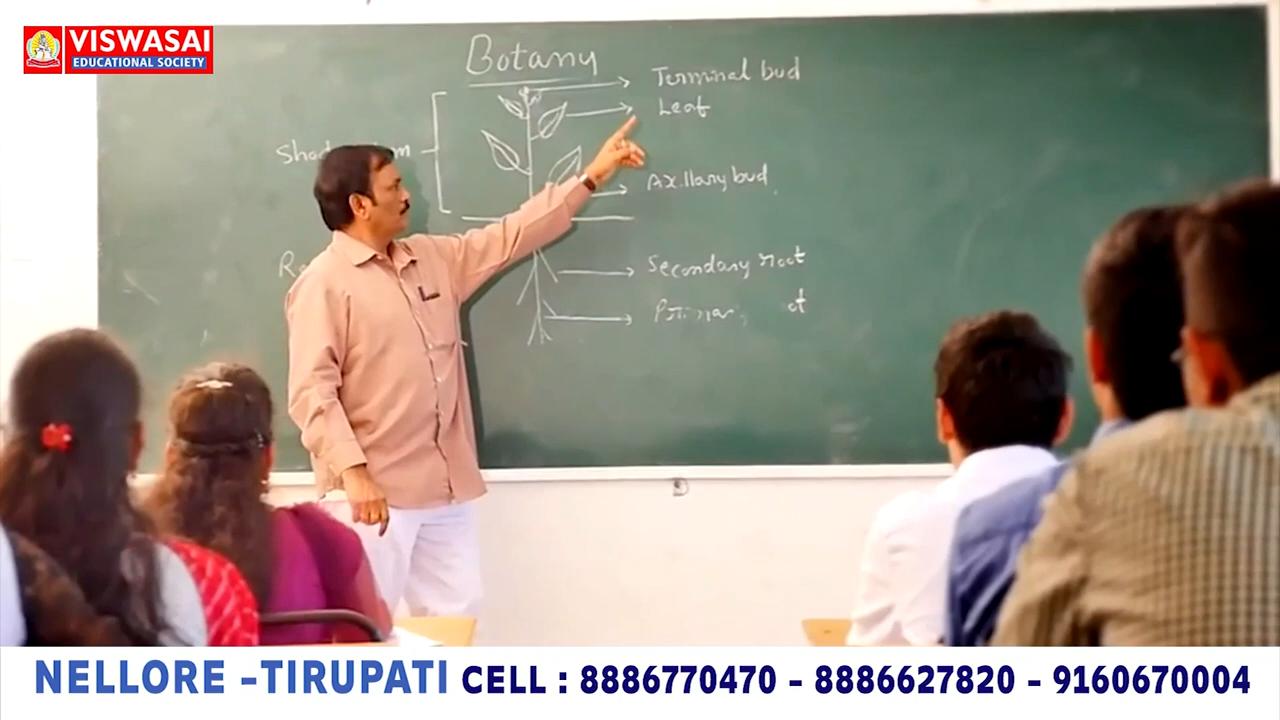 VISWASAI
EDUCATIONAL SOCIETY
Botany
Terminal bud
Leaf
Axillary bud
Secondary root
NELLORE -TIRUPATI CELL : 8886770470 - 8886627820 - 9160670004